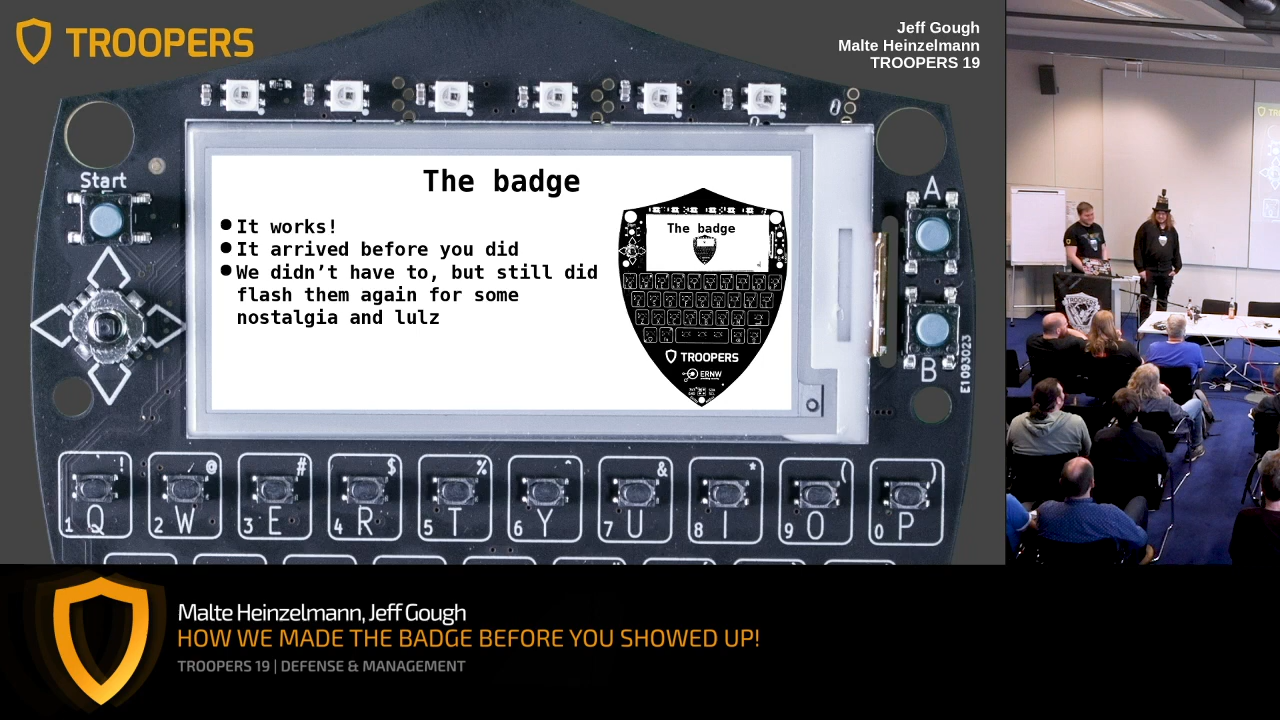 TROOPERS
Jeff Gough
Malte Heinzelmann
TROOPERS 19
Start
A
B
E1093023
The badge
It works!
It arrived before you did
We didn’t have to, but still did
flash them again for some
nostalgia and lulz
The badge
TROOPERS
ERNW
! @ # $ % ^ & * ( )
Q W E R T Y U I O P
1 2 3 4 5 6 7 8 9 0
TROOPERS
Malte Heinzelmann, Jeff Gough
HOW WE MADE THE BADGE BEFORE YOU SHOWED UP!
TROOPERS 19 | DEFENSE & MANAGEMENT